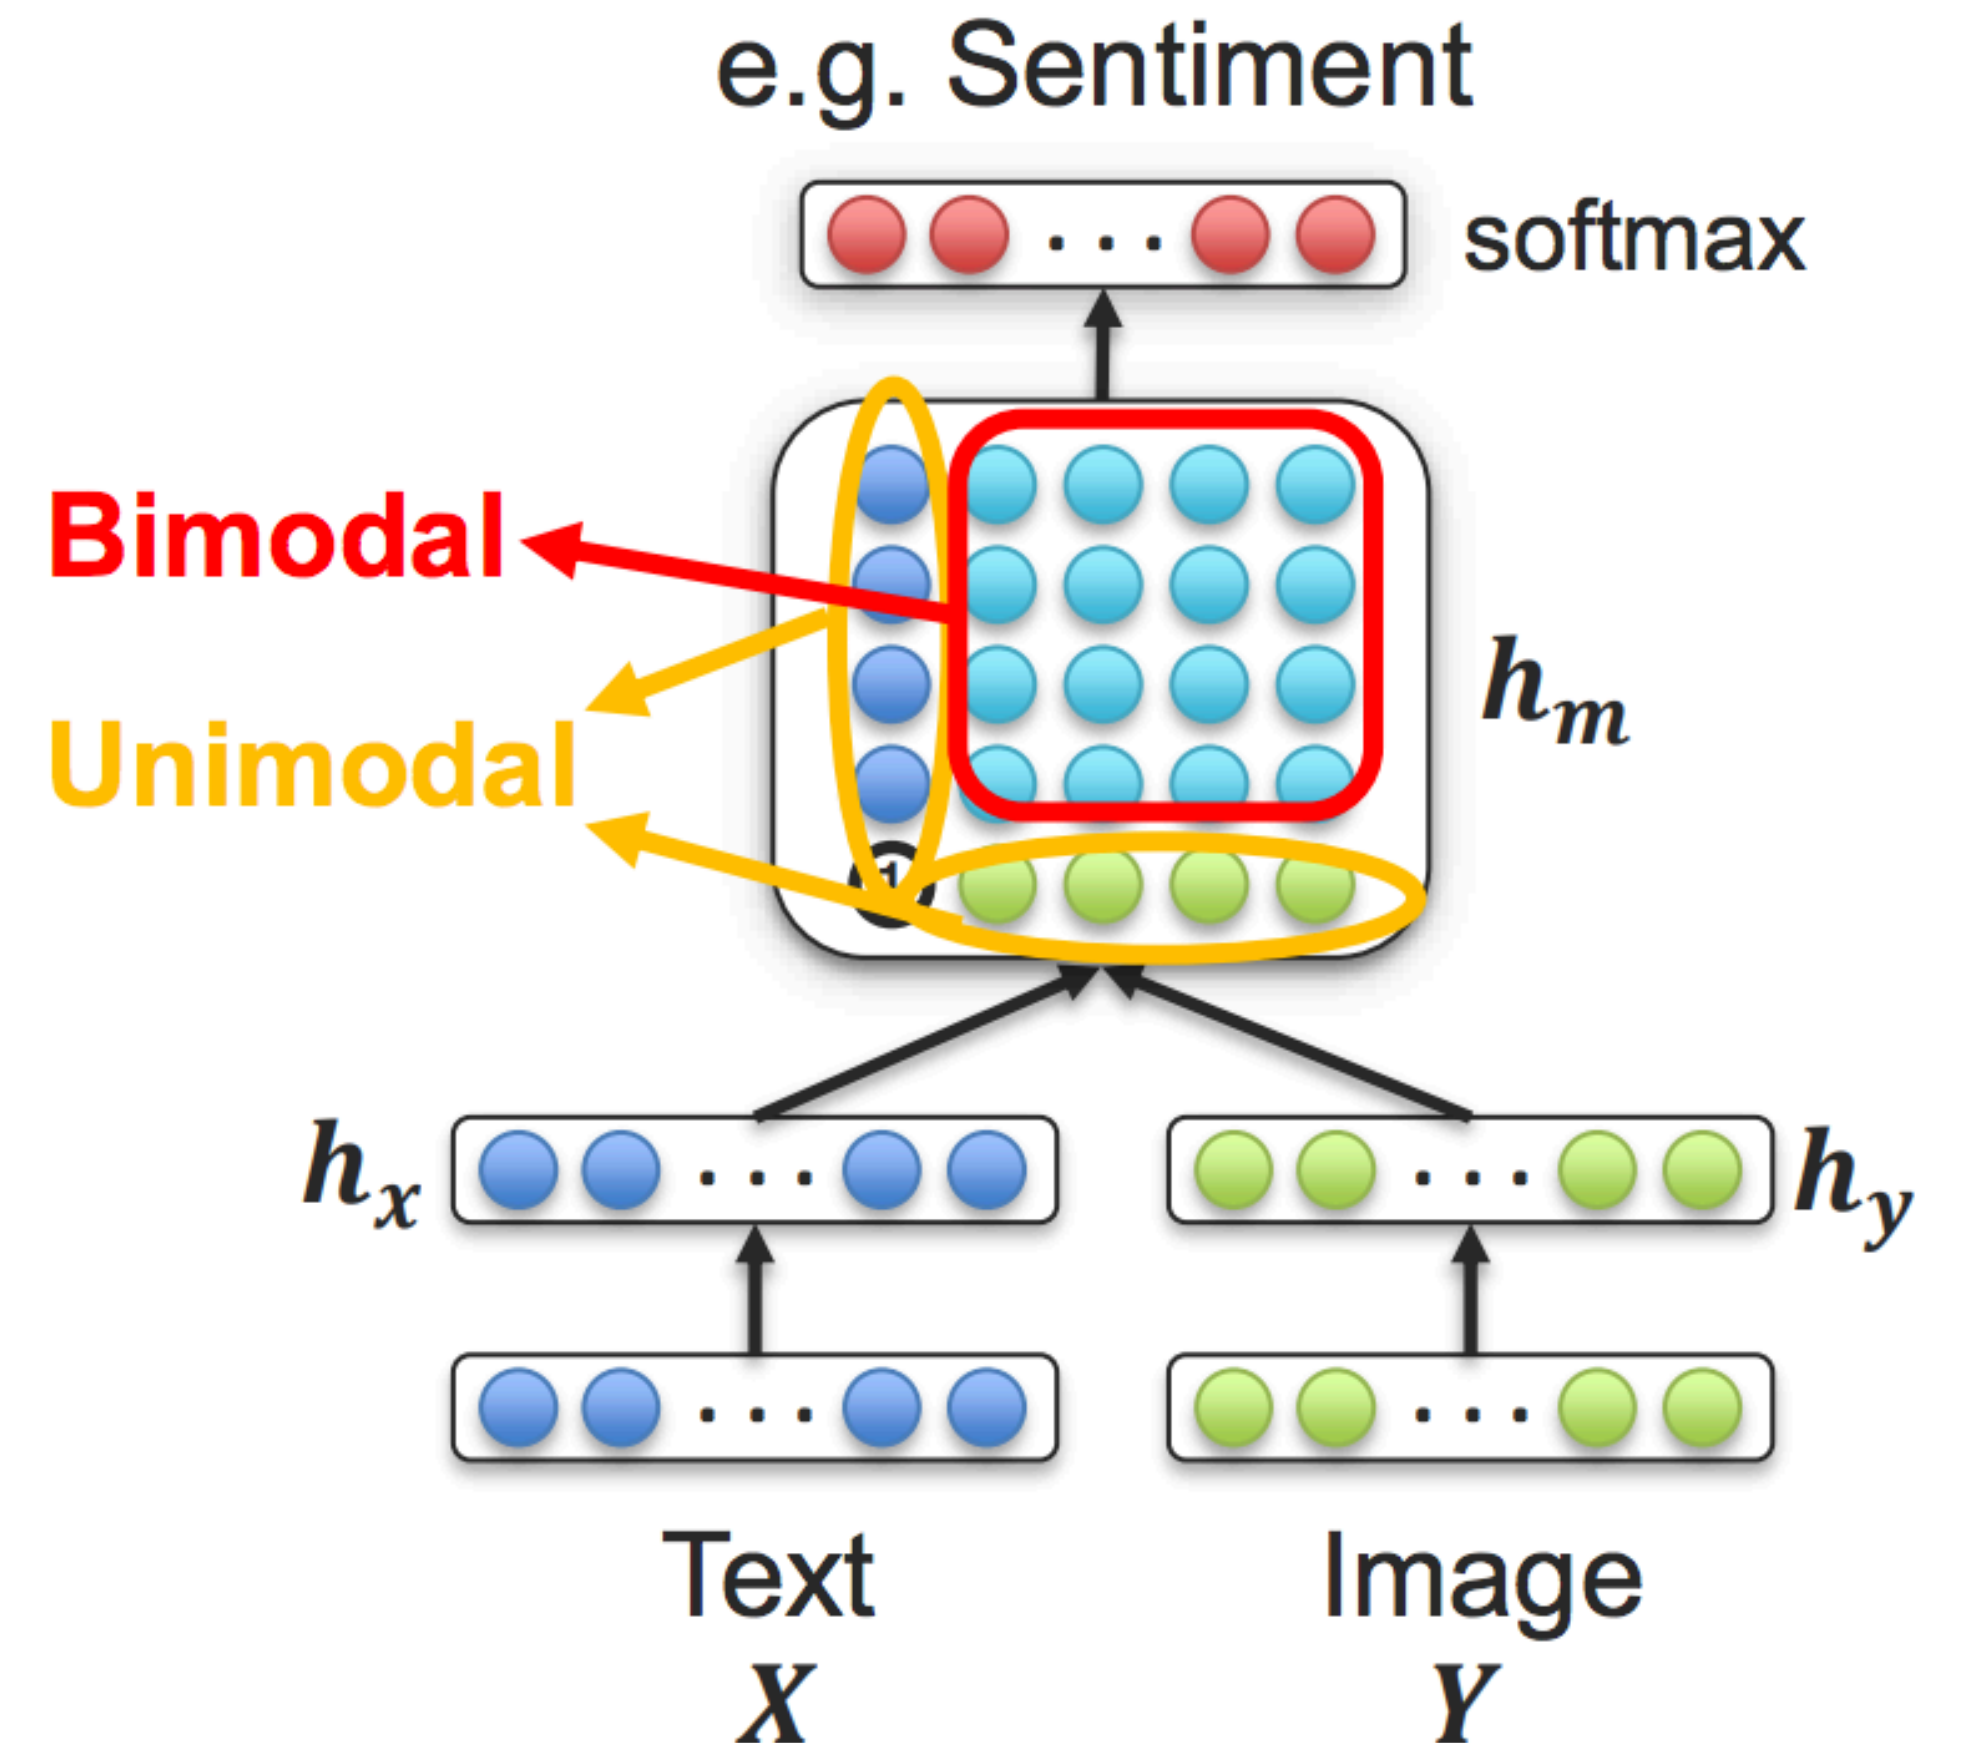 e.g. Sentiment
. . . softmax
Bimodal
h_m
Unimodal
1
h_x . . . . . . h_y
. . . . . .
Text Image
X Y